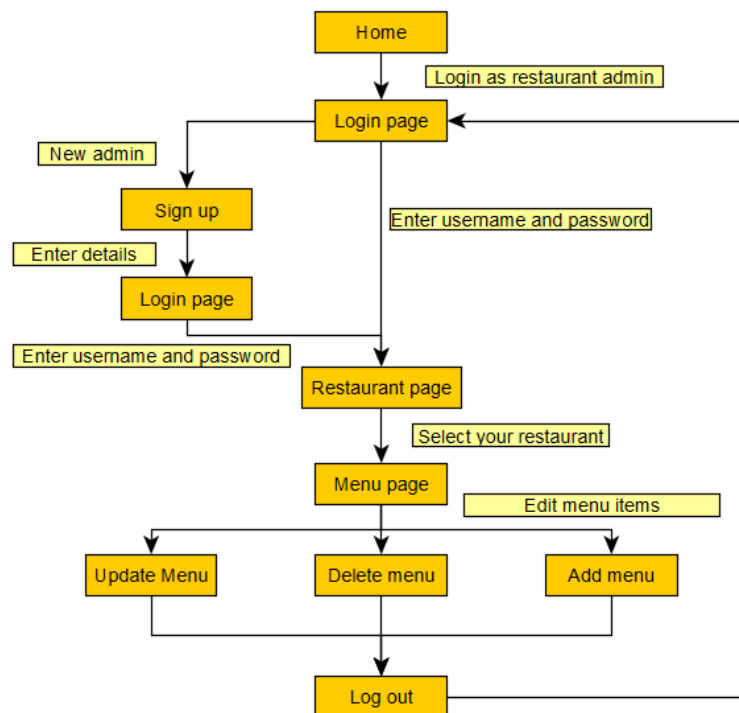 Home
Login as restaurant admin
Login page
New admin
Sign up
Enter username and password
Enter details
Login page
Enter username and password
Restaurant page
Select your restaurant
Menu page
Edit menu items
Update Menu
Delete menu
Add menu
Log out